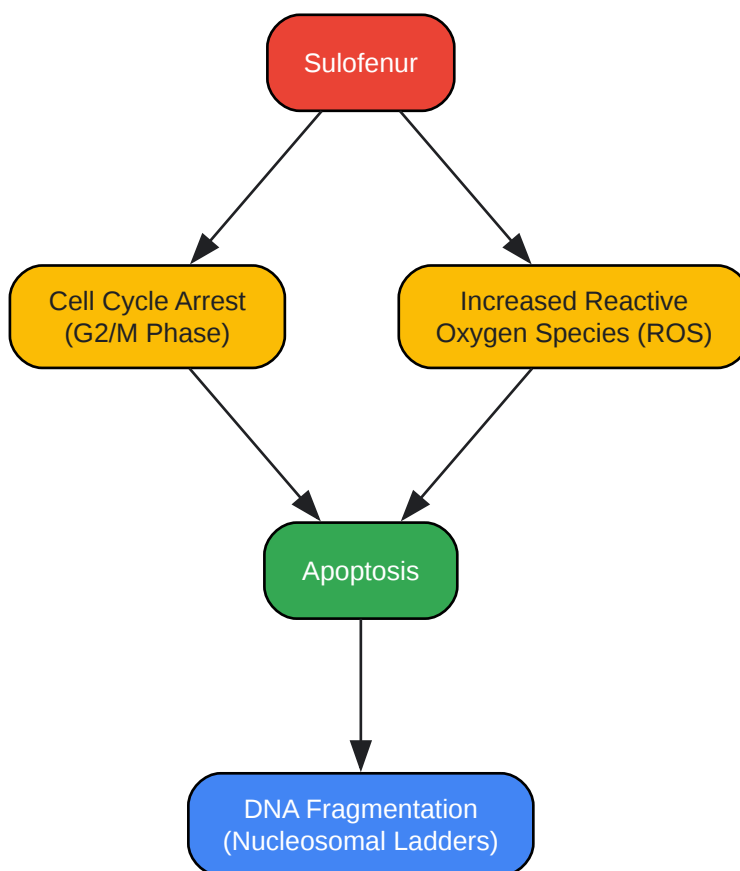 Sulofenur
Cell Cycle Arrest
(G2/M Phase)
Increased Reactive
Oxygen Species (ROS)
Apoptosis
DNA Fragmentation
(Nucleosomal Ladders)